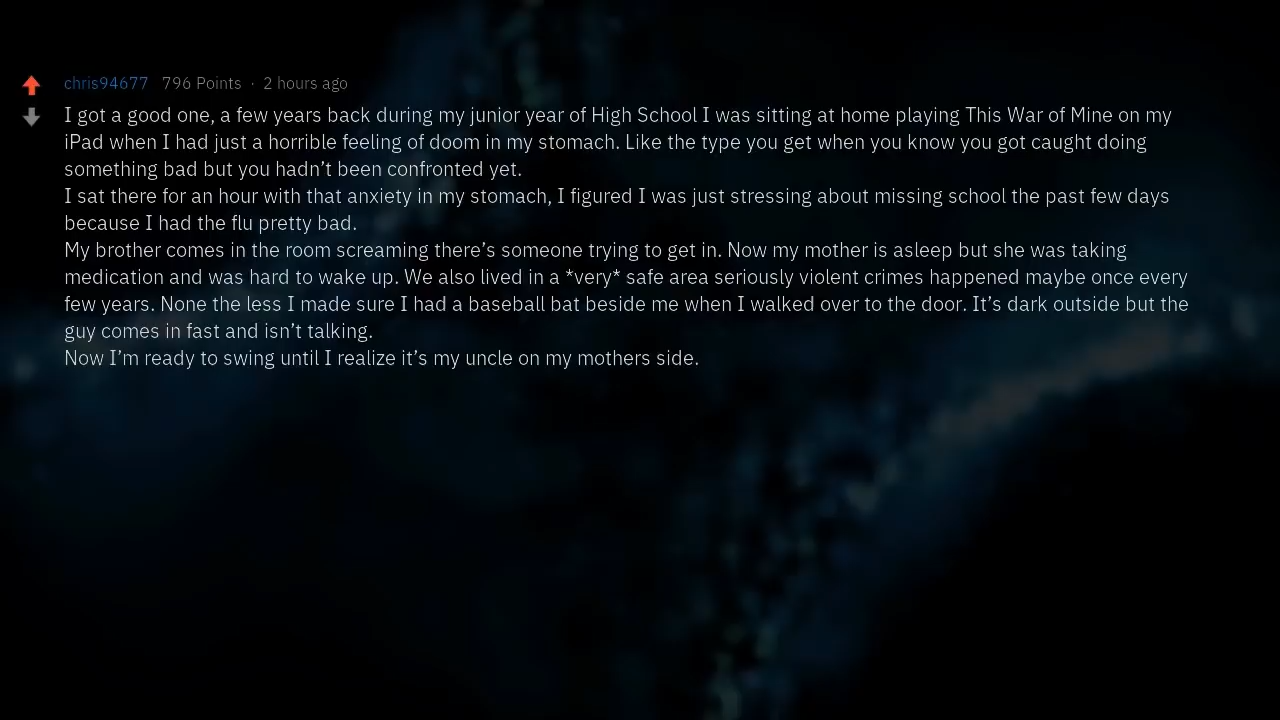 chris94677 796 Points · 2 hours ago
I got a good one, a few years back during my junior year of High School I was sitting at home playing This War of Mine on my
iPad when I had just a horrible feeling of doom in my stomach. Like the type you get when you know you got caught doing
something bad but you hadn’t been confronted yet.
I sat there for an hour with that anxiety in my stomach, I figured I was just stressing about missing school the past few days
because I had the flu pretty bad.
My brother comes in the room screaming there’s someone trying to get in. Now my mother is asleep but she was taking
medication and was hard to wake up. We also lived in a *very* safe area seriously violent crimes happened maybe once every
few years. None the less I made sure I had a baseball bat beside me when I walked over to the door. It’s dark outside but the
guy comes in fast and isn’t talking.
Now I’m ready to swing until I realize it’s my uncle on my mothers side.